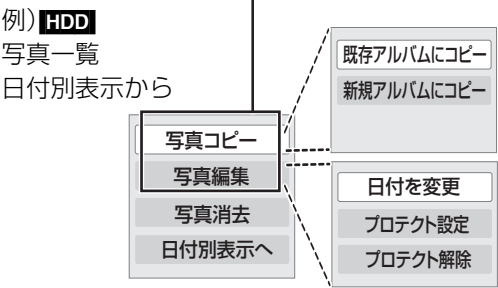 例)HDD
写真一覧
日付別表示から
写真コピー
写真編集
写真消去
日付別表示へ
既存アルバムにコピー
新規アルバムにコピー
日付を変更
プロテクト設定
プロテクト解除